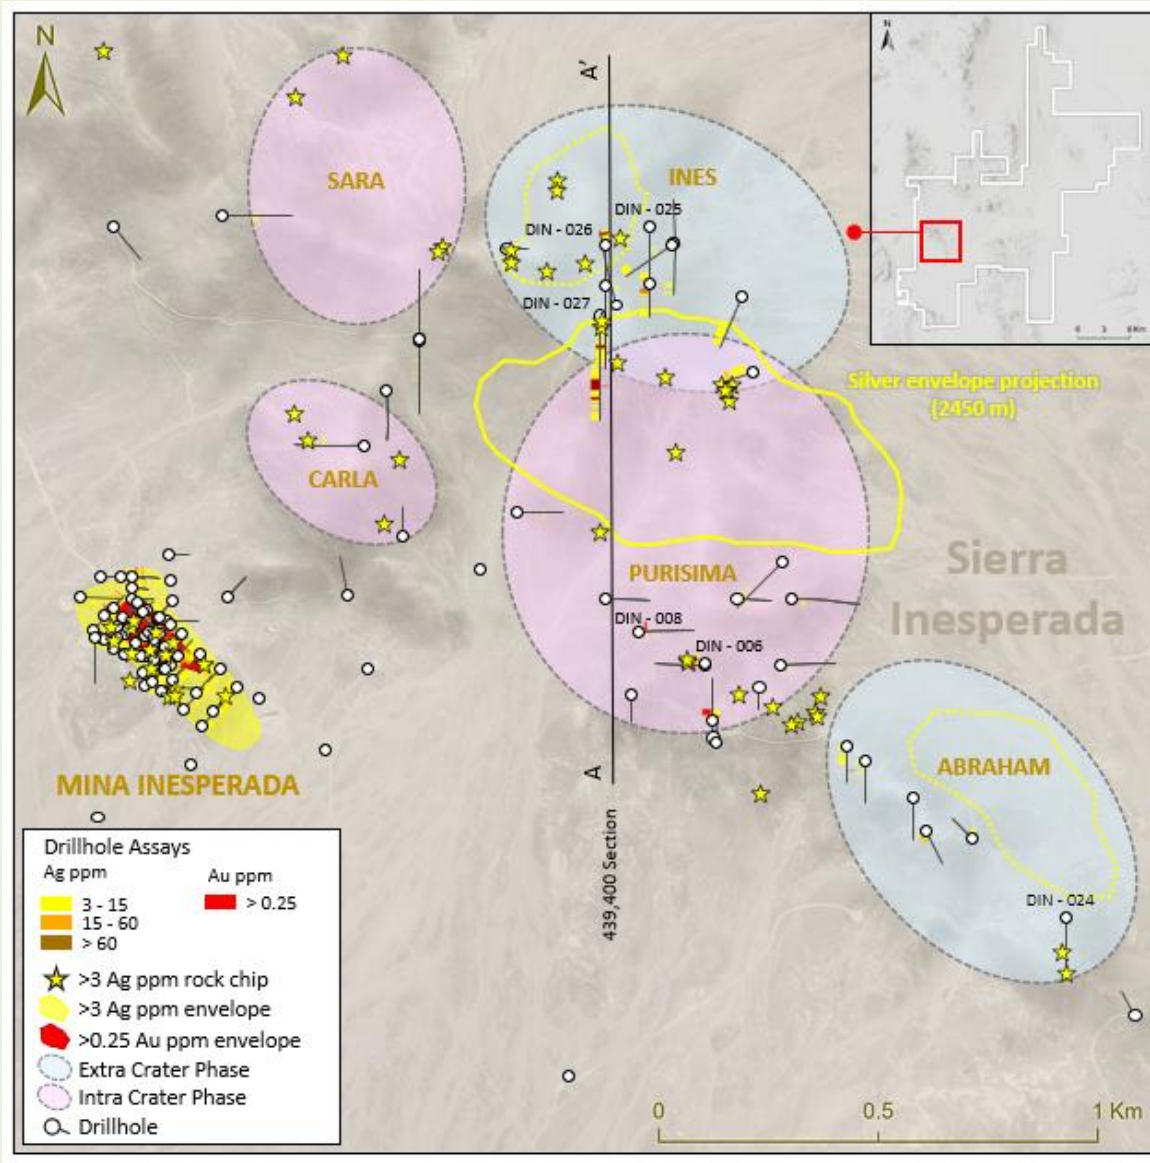 N
N
0 3 6Km
A'
SARA
INES
DIN - 025
DIN - 026
DIN - 027
Silver envelope projection
(2450 m)
CARLA
Sierra
Inesperada
PURISIMA
DIN - 008
DIN - 006
A
439,400 Section
MINA INESPERADA
ABRAHAM
DIN - 024
Drillhole Assays
Ag ppm Au ppm
3 - 15 > 0.25
15 - 60
> 60
>3 Ag ppm rock chip
>3 Ag ppm envelope
>0.25 Au ppm envelope
Extra Crater Phase
Intra Crater Phase
Drillhole
0 0.5 1 Km